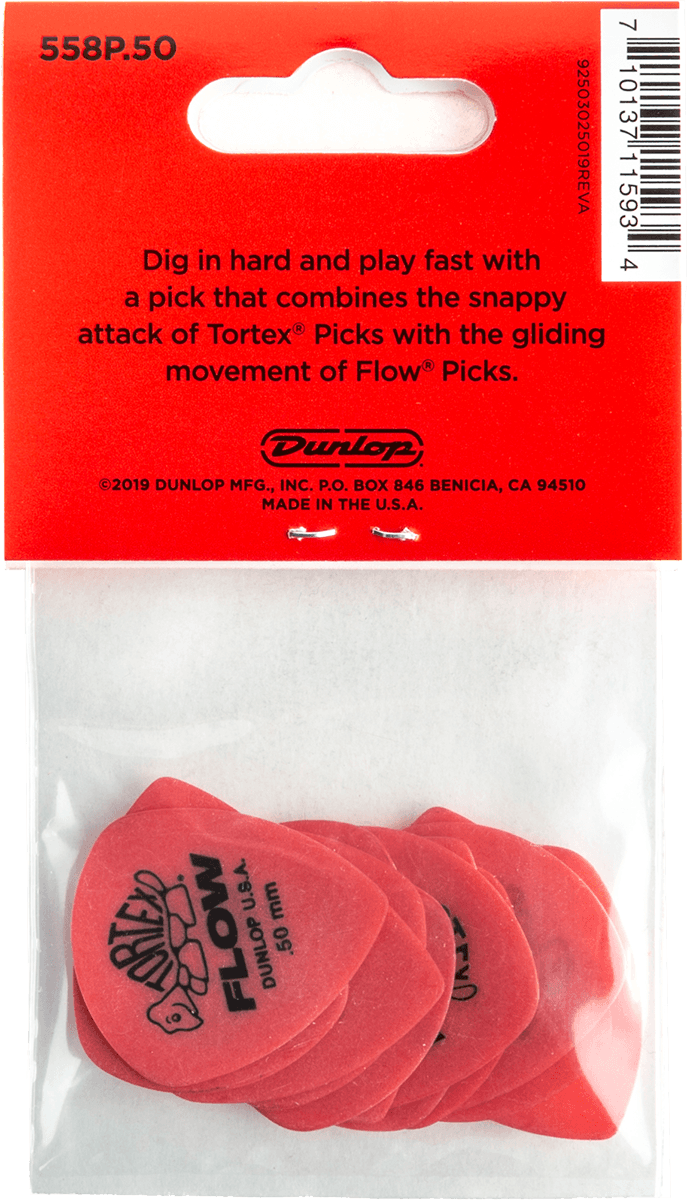 558P.50
7 10137 11593 4
92503025019REVA
Dig in hard and play fast with
a pick that combines the snappy
attack of Tortex® Picks with the gliding
movement of Flow® Picks.
Dunlop
©2019 DUNLOP MFG., INC. P.O. BOX 846 BENICIA, CA 94510
MADE IN THE U.S.A.
TORTEX®
FLOW
DUNLOP U.S.A.
.50 mm